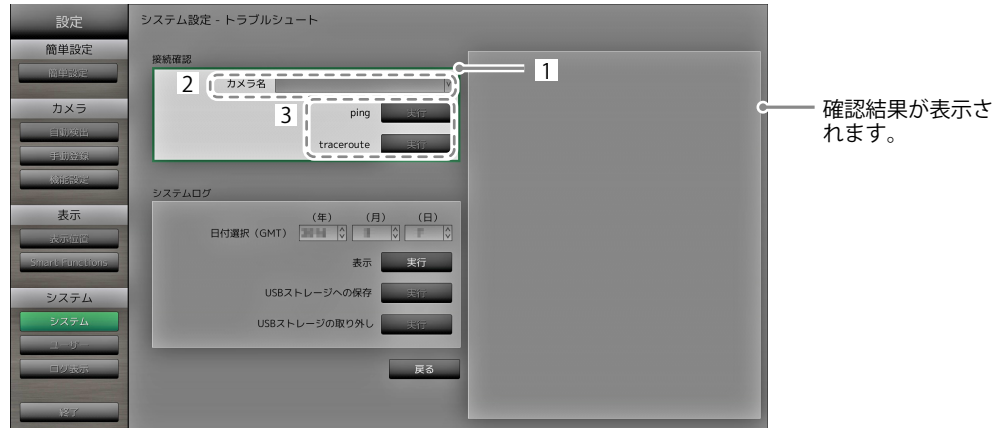 設定
簡単設定
簡単設定
カメラ
自動検出
手動登録
機能設定
表示
表示位置
Smart Functions
システム
システム
ユーザー
ログ表示
終了
システム設定 - トラブルシュート
接続確認
1
2 カメラ名
3 ping 実行
traceroute 実行
システムログ
(年) (月) (日)
日付選択(GMT)
表示 実行
USBストレージへの保存 実行
USBストレージの取り外し 実行
戻る
確認結果が表示さ
れます。